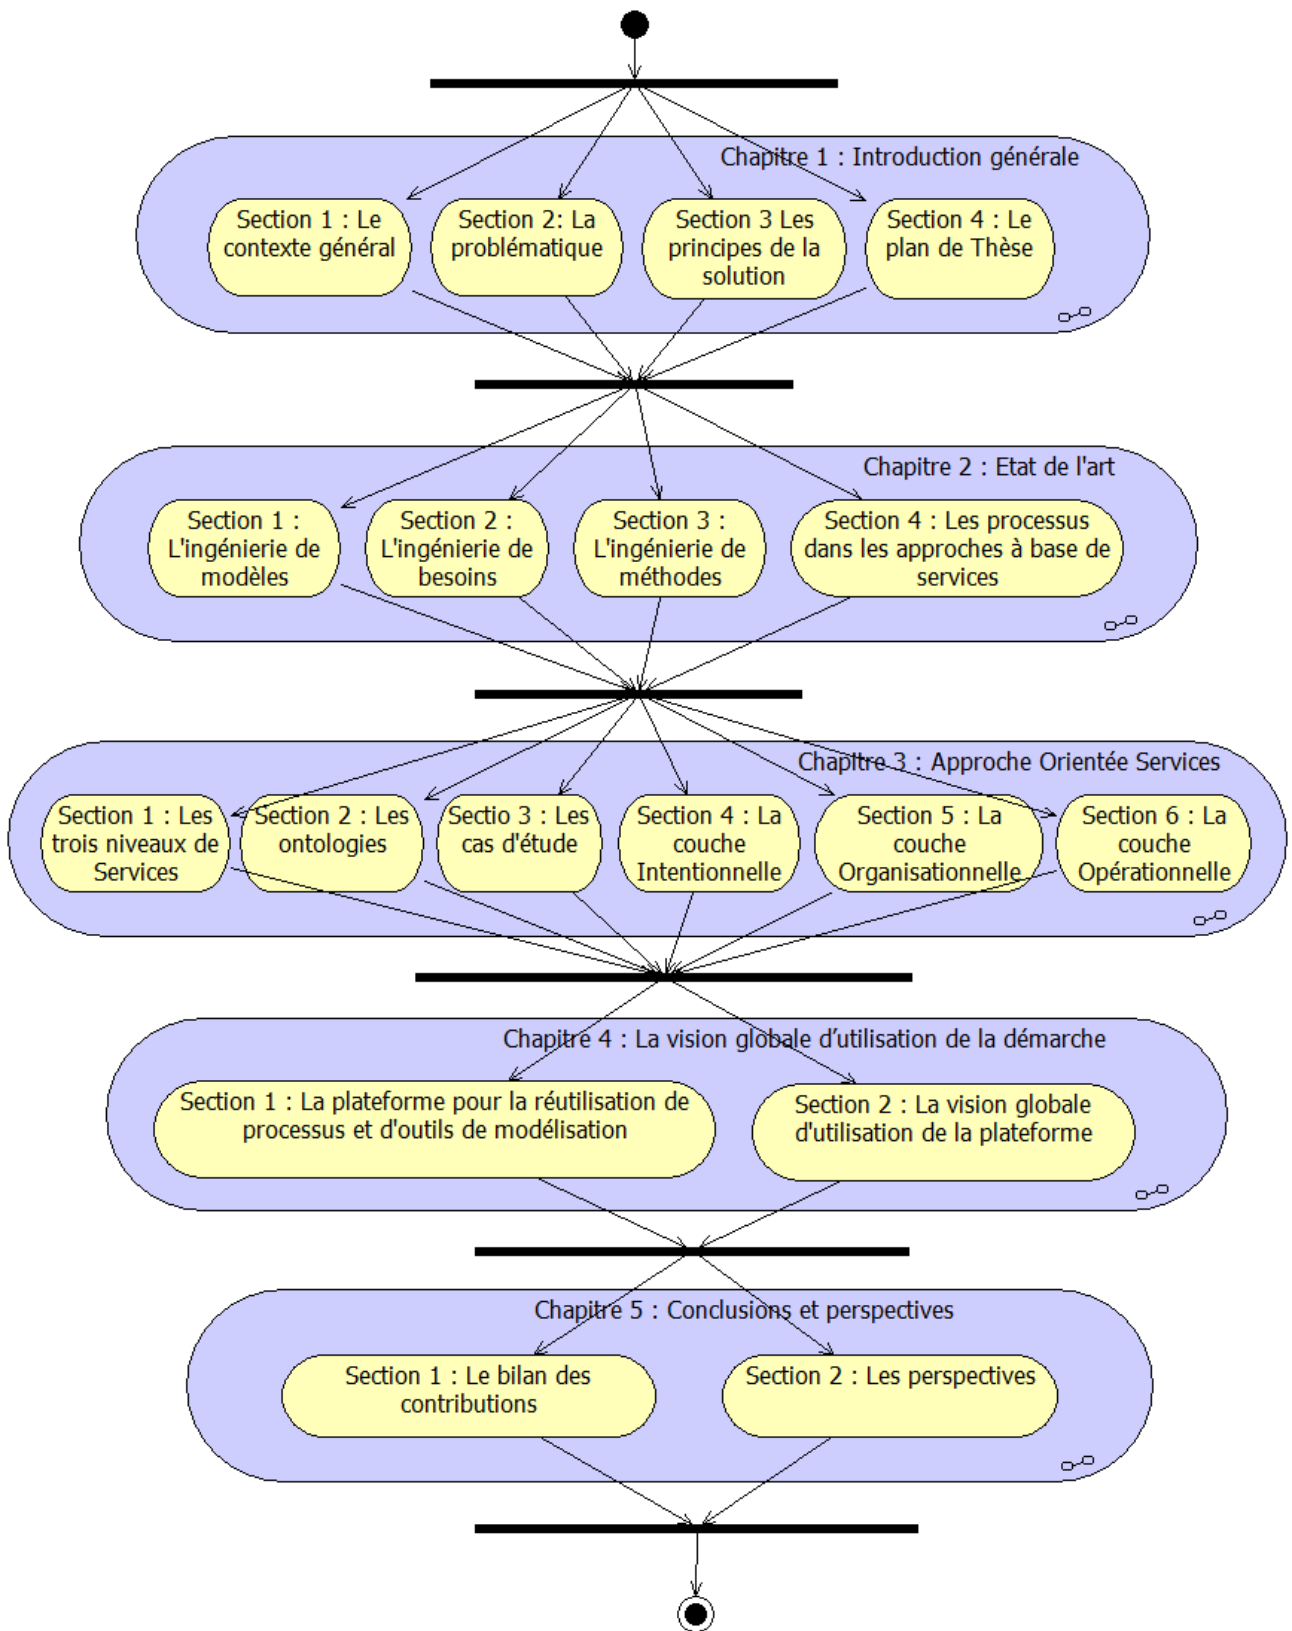 Chapitre 1 : Introduction générale
Section 1 : Le
contexte général
Section 2: La
problématique
Section 3 Les
principes de la
solution
Section 4 : Le
plan de Thèse
Chapitre 2 : Etat de l'art
Section 1 :
L'ingénierie de
modèles
Section 2 :
L'ingénierie de
besoins
Section 3 :
L'ingénierie de
méthodes
Section 4 : Les processus
dans les approches à base de
services
Chapitre 3 : Approche Orientée Services
Section 1 : Les
trois niveaux de
Services
Section 2 : Les
ontologies
Sectio 3 : Les
cas d'étude
Section 4 : La
couche
Intentionnelle
Section 5 : La
couche
Organisationnelle
Section 6 : La
couche
Opérationnelle
Chapitre 4 : La vision globale d’utilisation de la démarche
Section 1 : La plateforme pour la réutilisation de
processus et d'outils de modélisation
Section 2 : La vision globale
d'utilisation de la plateforme
Chapitre 5 : Conclusions et perspectives
Section 1 : Le bilan des
contributions
Section 2 : Les perspectives